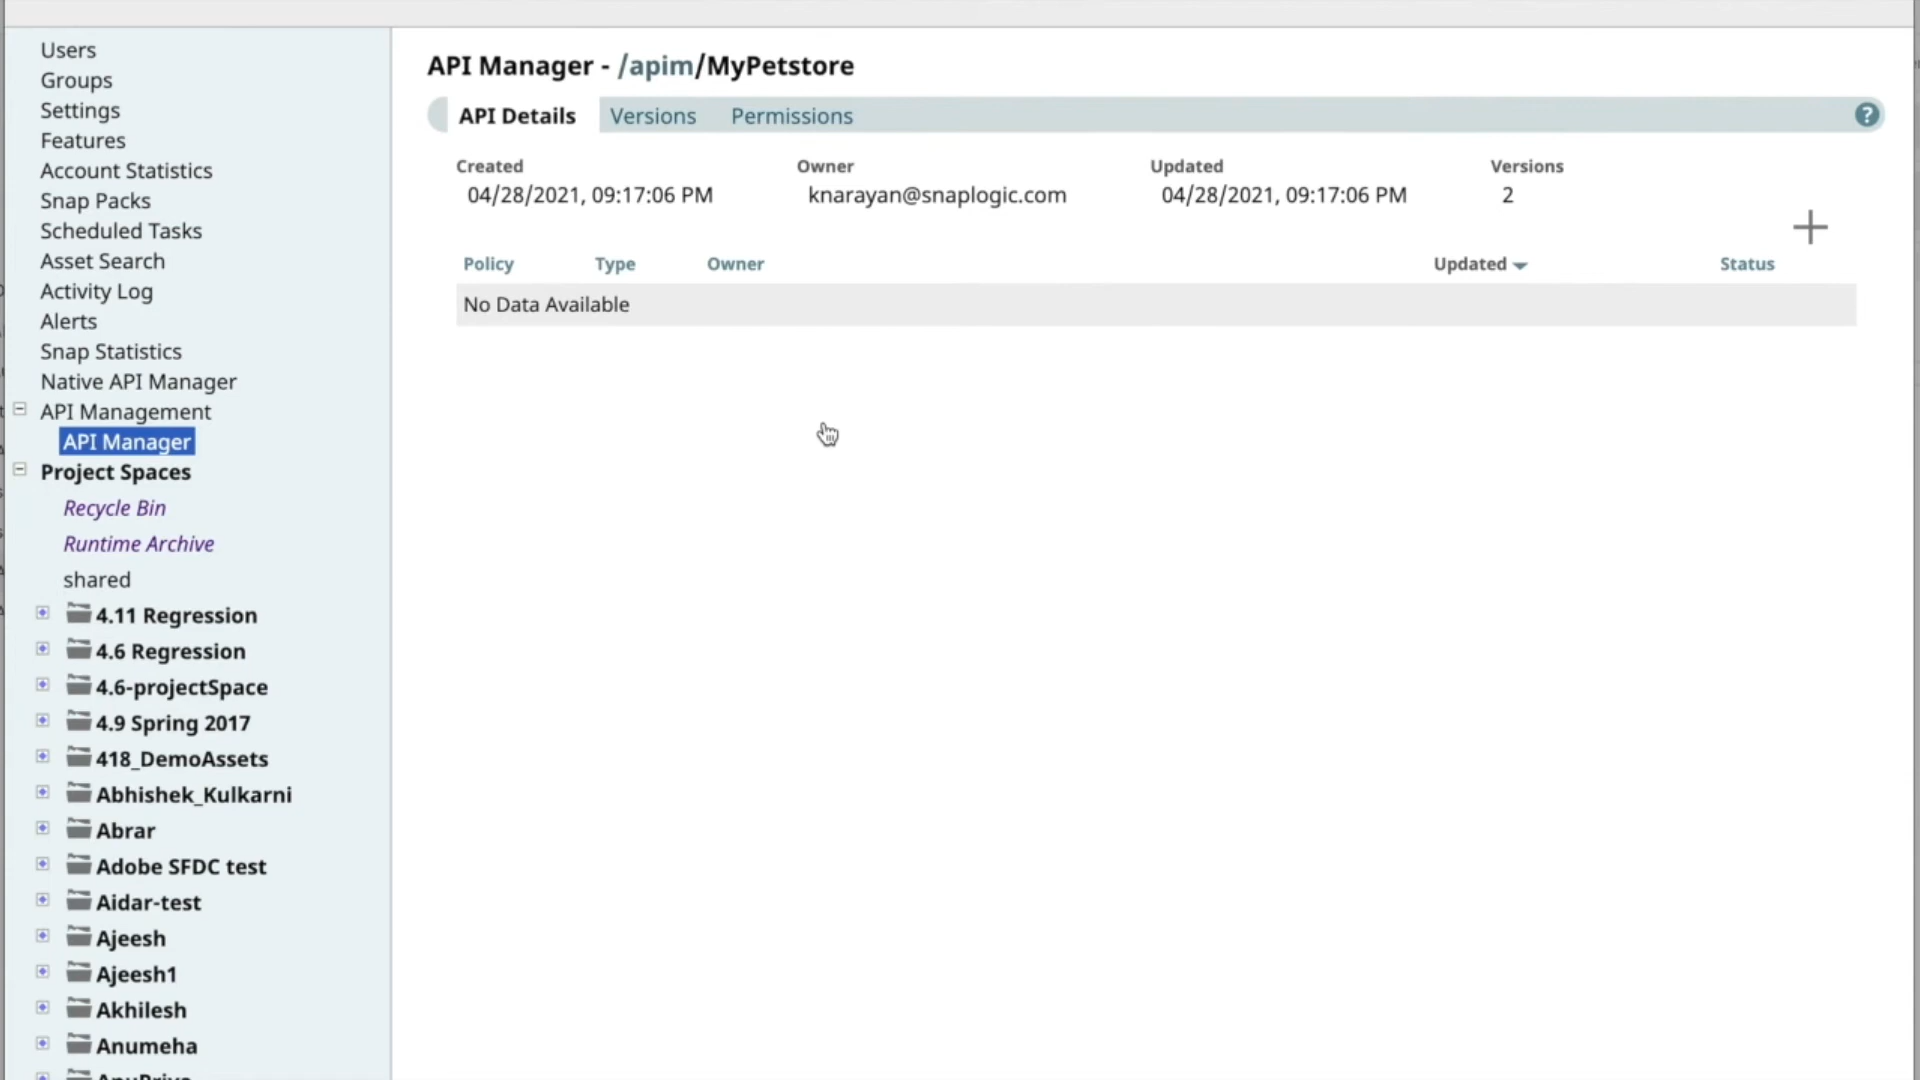 Users
Groups
Settings
Features
Account Statistics
Snap Packs
Scheduled Tasks
Asset Search
Activity Log
Alerts
Snap Statistics
Native API Manager
API Management
API Manager
Project Spaces
Recycle Bin
Runtime Archive
shared
4.11 Regression
4.6 Regression
4.6-projectSpace
4.9 Spring 2017
418_DemoAssets
Abhishek_Kulkarni
Abrar
Adobe SFDC test
Aidar-test
Ajeesh
Ajeesh1
Akhilesh
Anumeha
API Manager - /apim/MyPetstore
API Details Versions Permissions ?
Created Owner Updated Versions
04/28/2021, 09:17:06 PM knarayan@snaplogic.com 04/28/2021, 09:17:06 PM 2
Policy Type Owner Updated Status
No Data Available